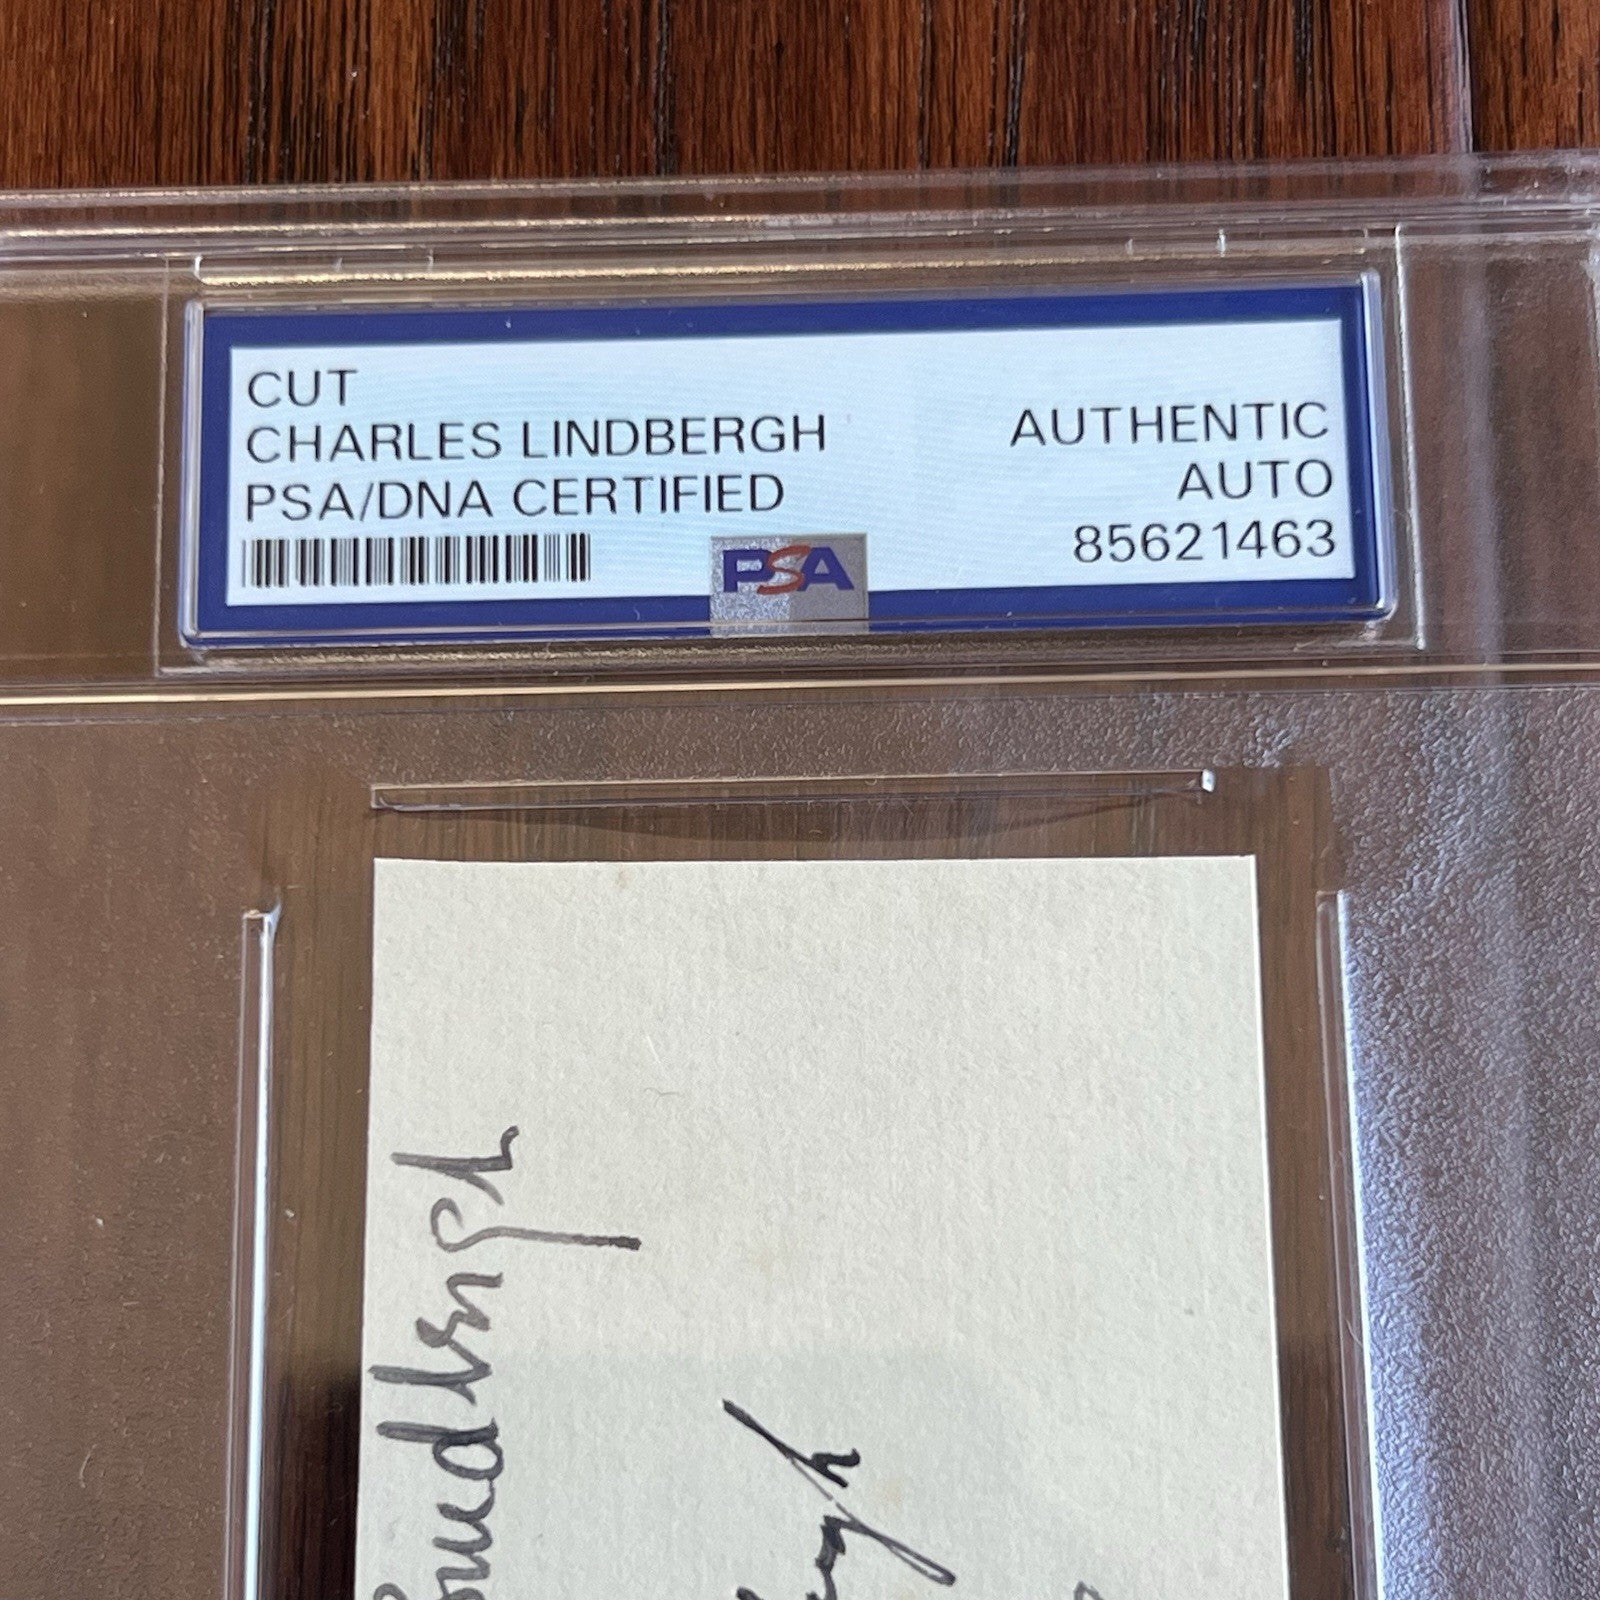 CUT
CHARLES LINDBERGH
PSA/DNA CERTIFIED
AUTHENTIC
AUTO
85621463
PSA